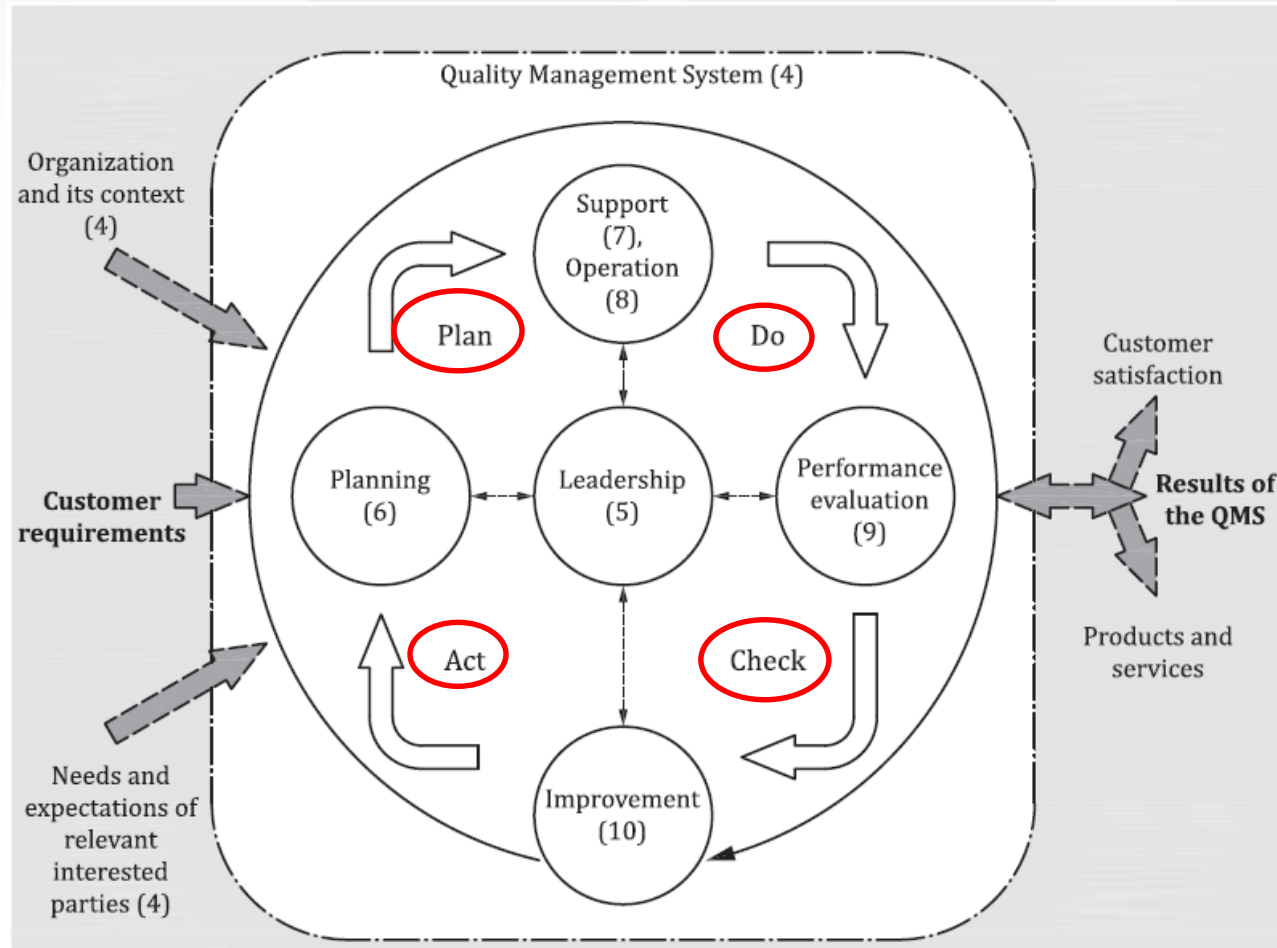 Quality Management System (4)
Organization
and its context
(4)
Support
(7),
Operation
(8)
Plan
Do
Customer
satisfaction
Planning
(6)
Leadership
(5)
Performance
evaluation
(9)
Customer
requirements
Results of
the QMS
Act
Check
Products and
services
Needs and
expectations of
relevant
interested
parties (4)
Improvement
(10)